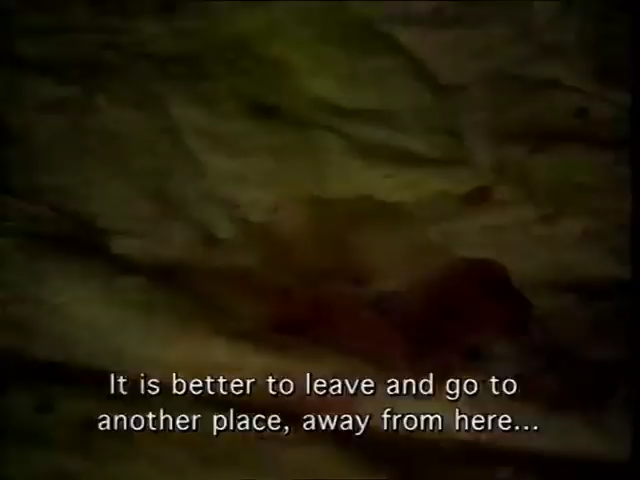 It is better to leave and go to
another place, away from here...